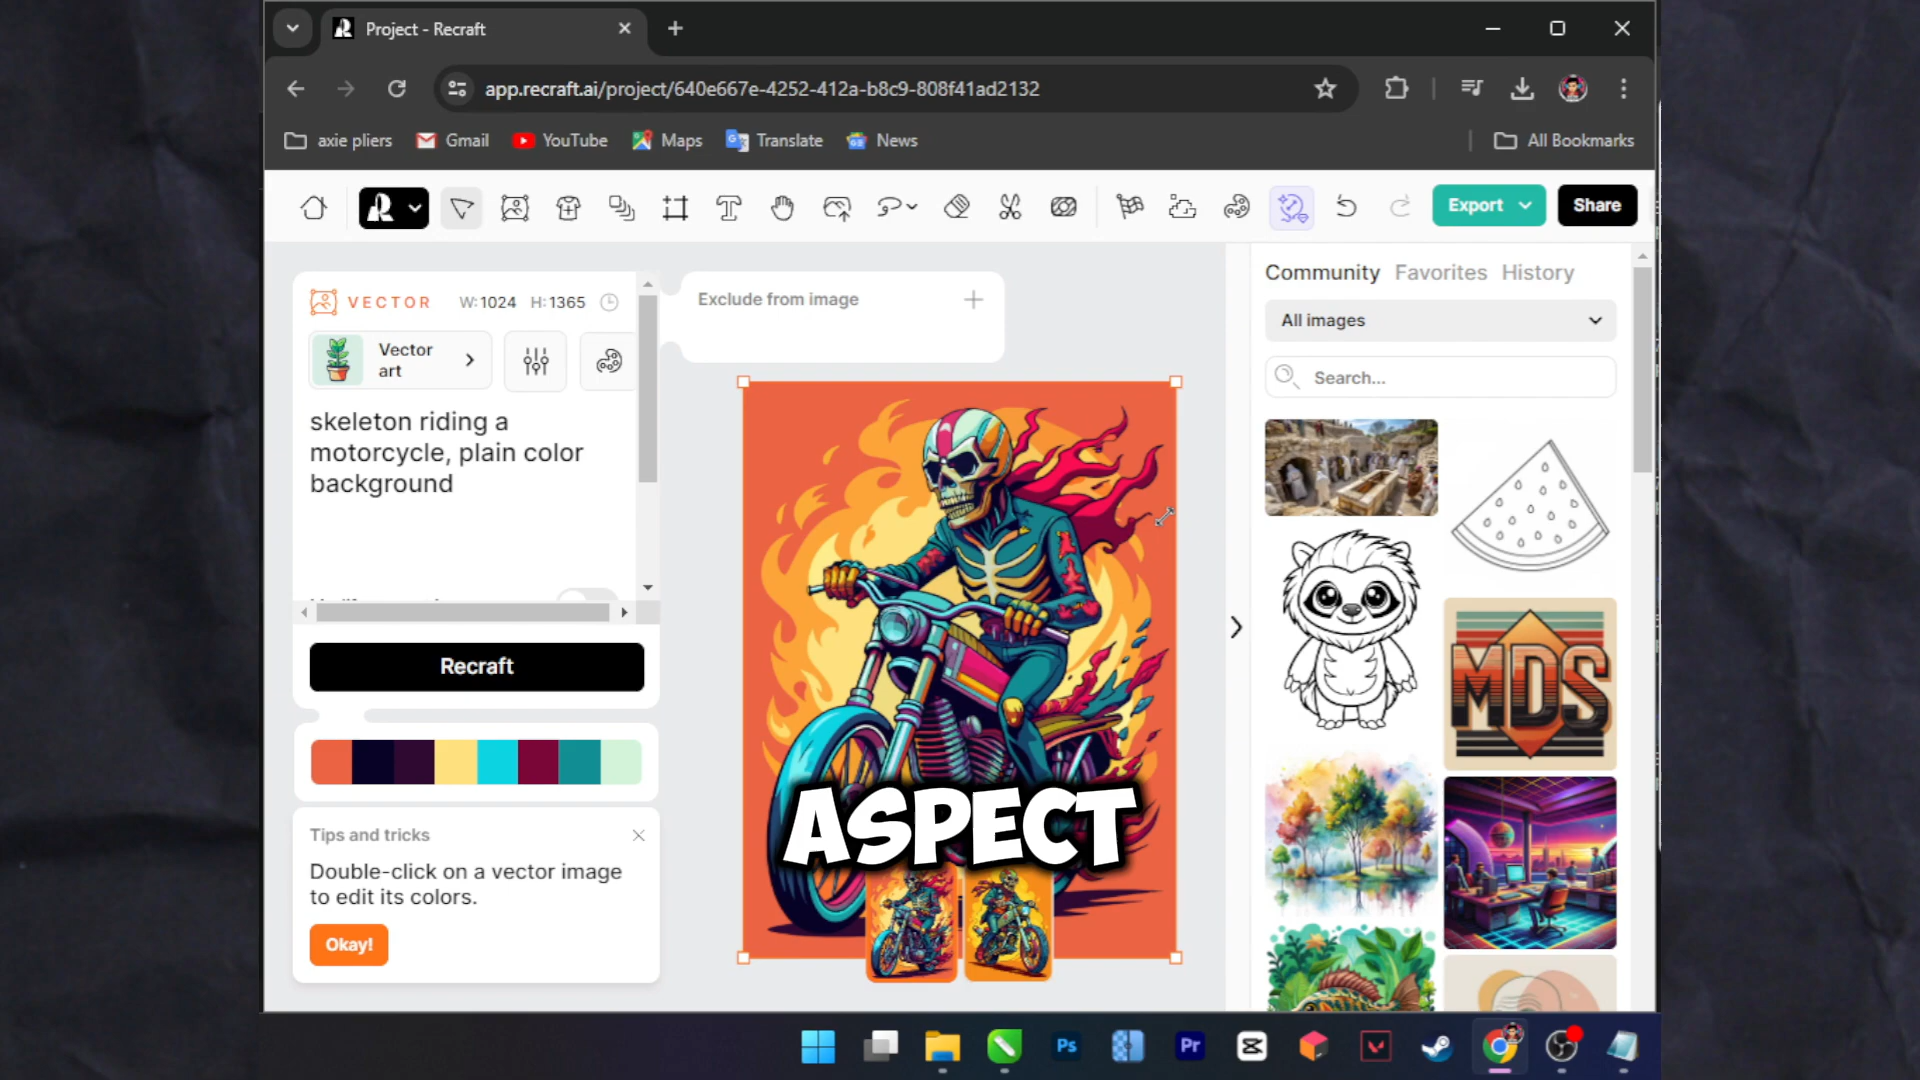 Project - Recraft
app.recraft.ai/project/640e667e-4252-412a-b8c9-808f41ad2132
axie pliers
Gmail
YouTube
Maps
Translate
News
All Bookmarks
Export
Share
VECTOR W:1024 H:1365
Vector
art
skeleton riding a
motorcycle, plain color
background
Recraft
Tips and tricks
Double-click on a vector image
to edit its colors.
Okay!
Exclude from image
ASPECT
Community Favorites History
All images
Search...
MDS
Ps
Pr